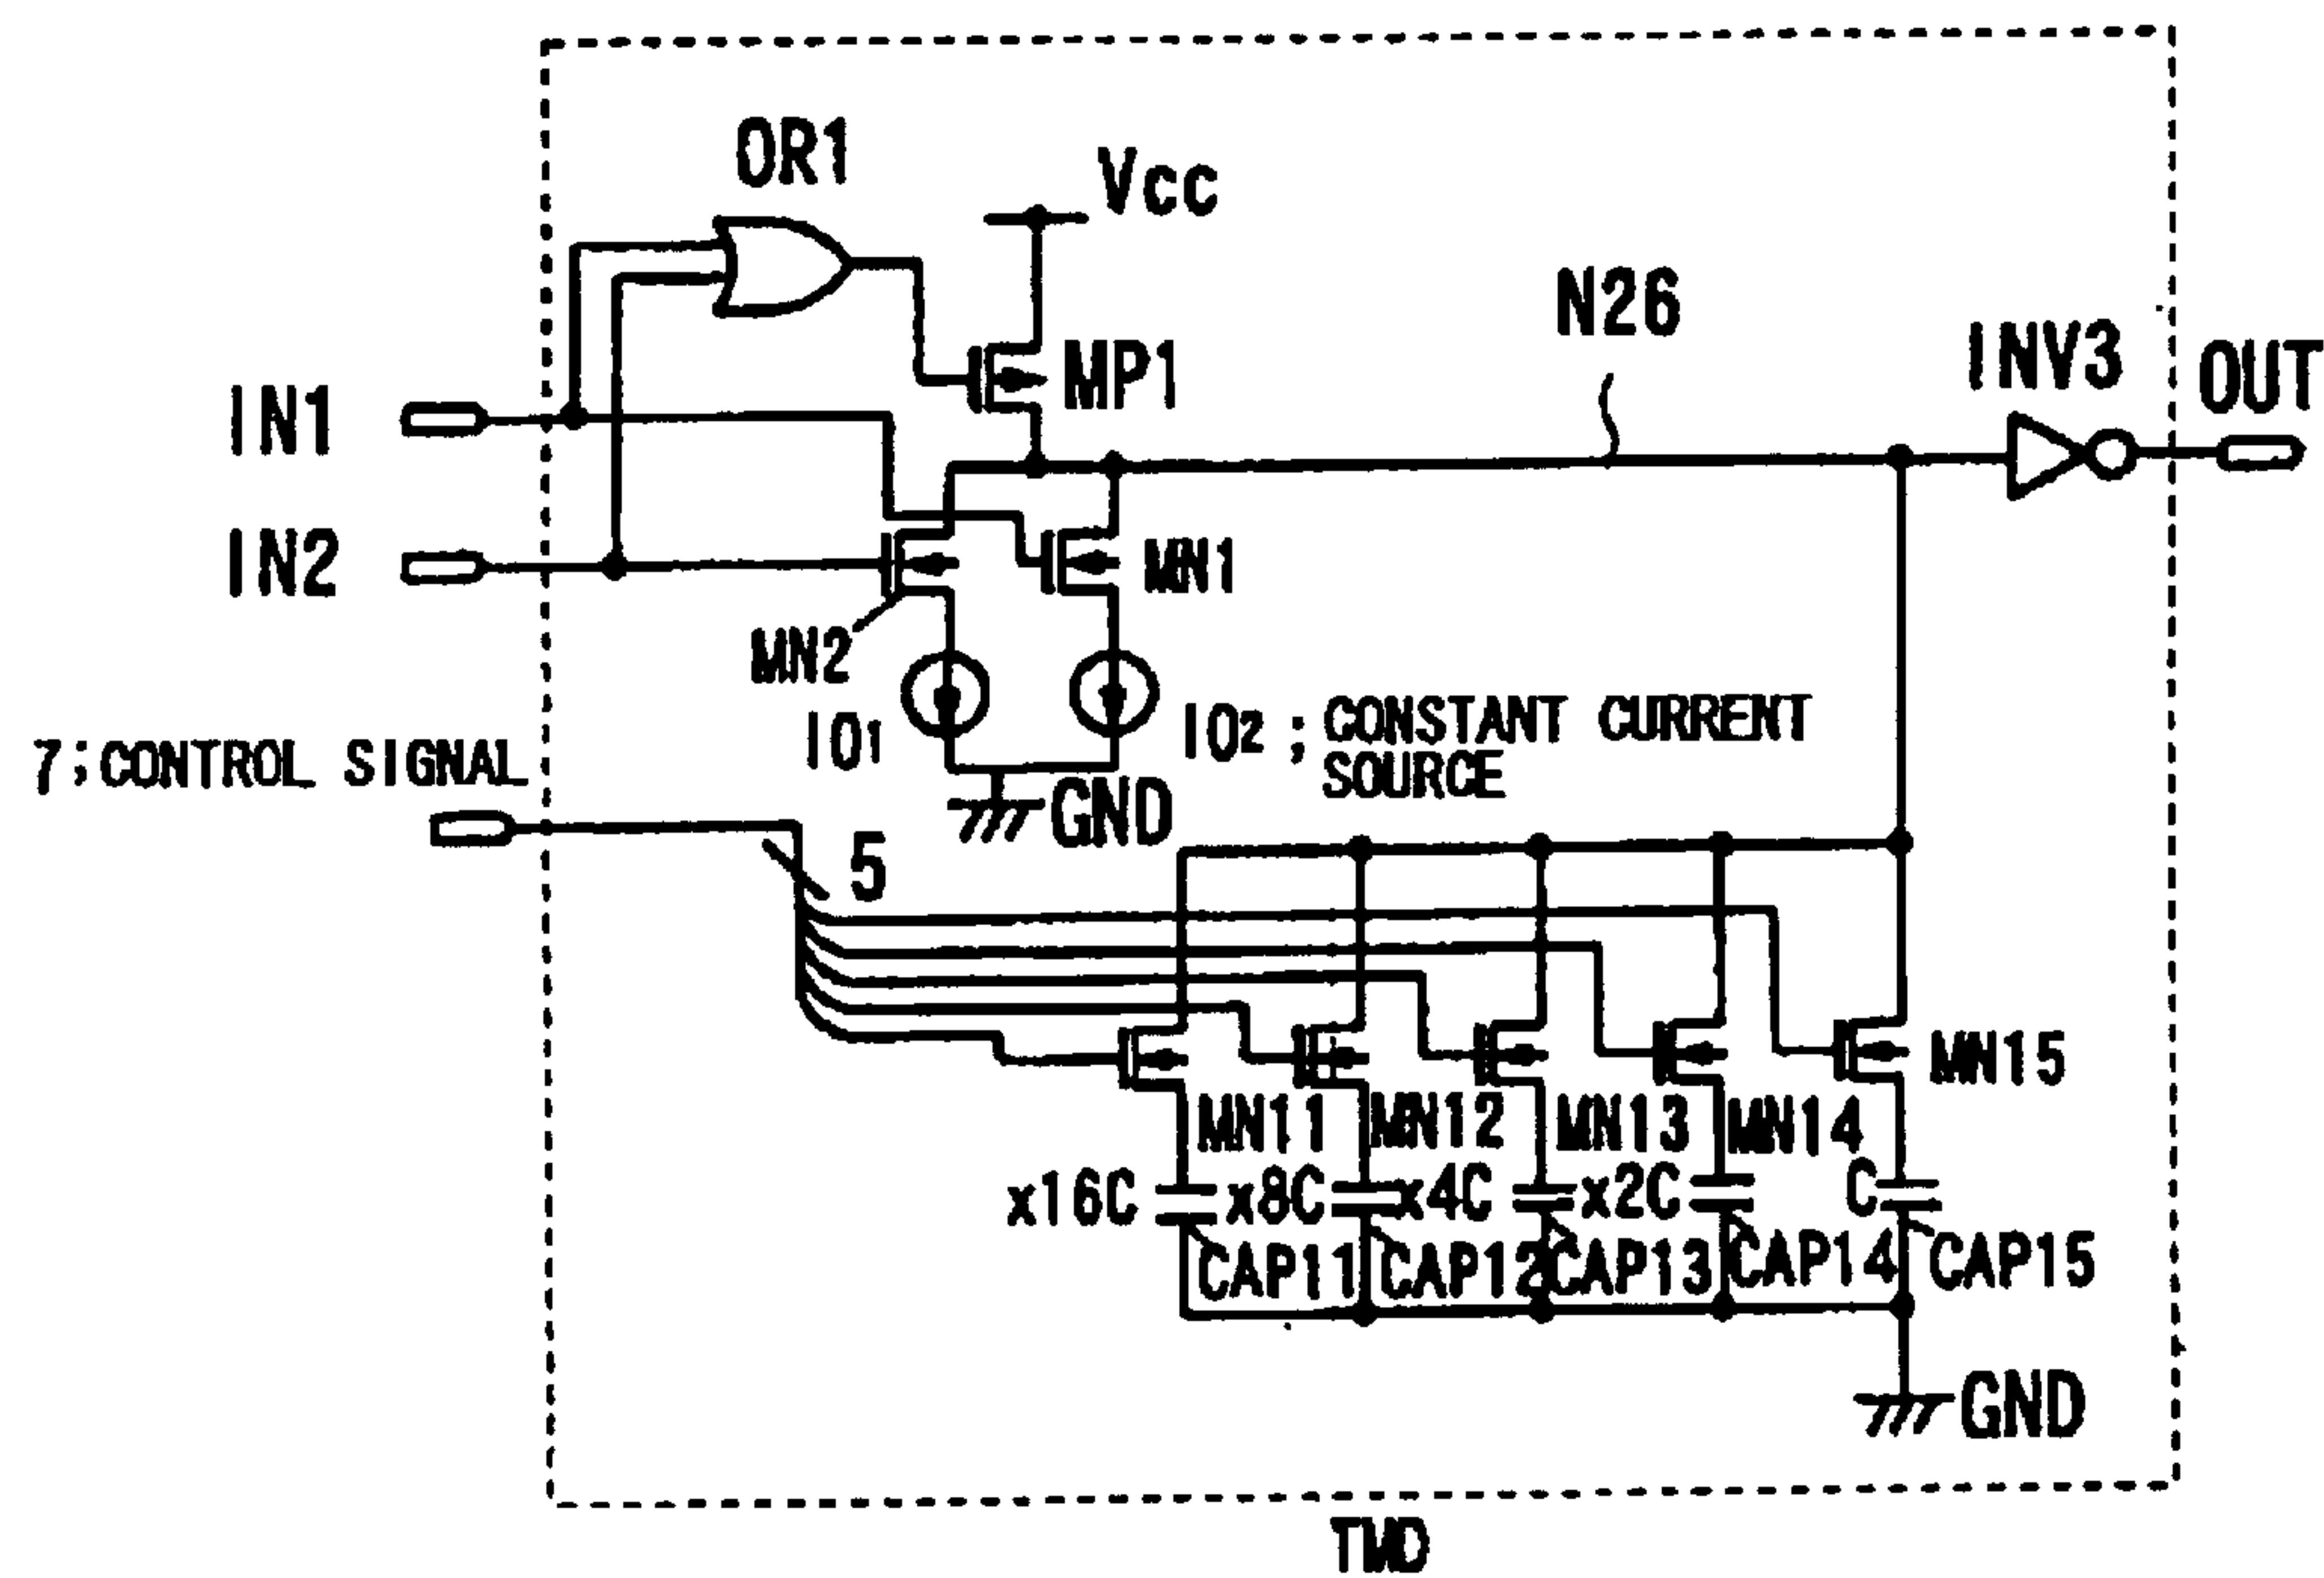 OR1
Vcc
N26
INV3
OUT
MP1
IN1
IN2
MN1
MN2
IO1
IO2 ; CONSTANT CURRENT
SOURCE
7;CONTROL SIGNAL
GND
5
MN15
MN11
MN12
MN13
MN14
x16C
x8C
x4C
x2C
C
CAP11
CAP12
CAP13
CAP14
CAP15
GND
TMD